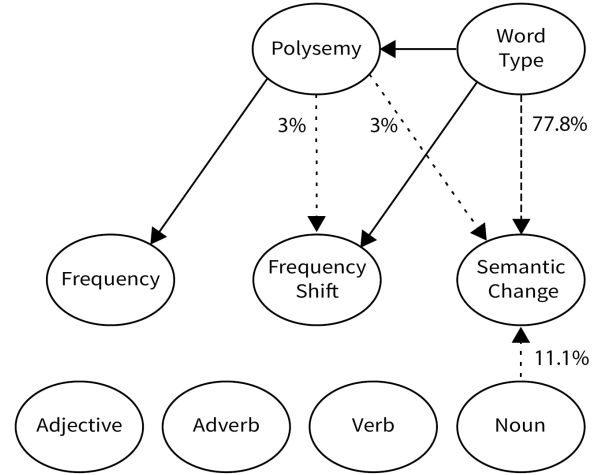 Polysemy
Word
Type
3%
3%
77.8%
Frequency
Frequency
Shift
Semantic
Change
11.1%
Adjective
Adverb
Verb
Noun